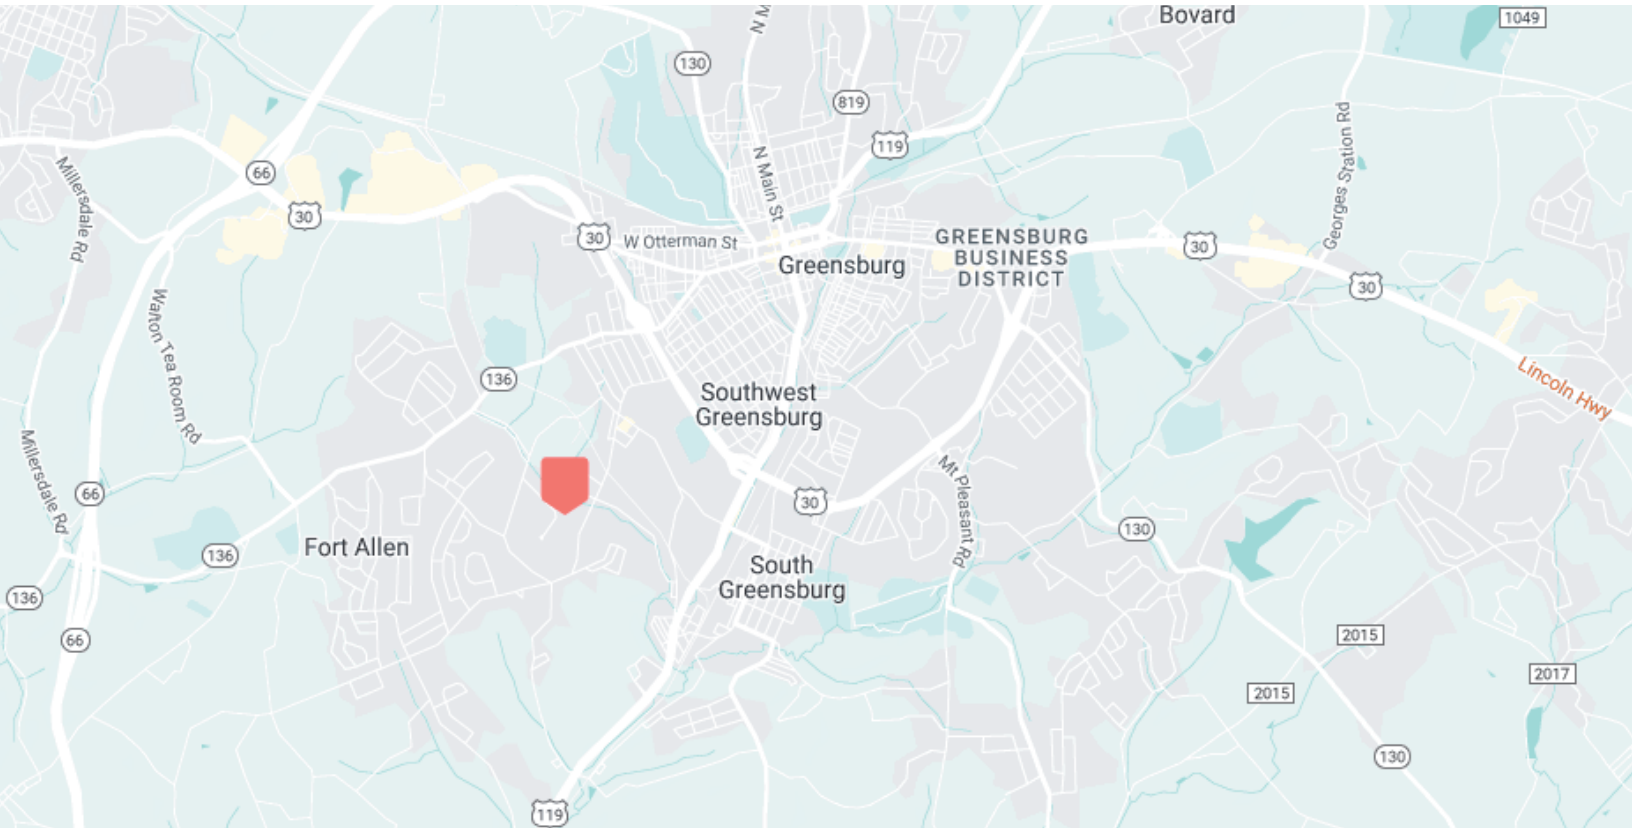 Bovard
1049
N M
130
819
119
66
Millersdale Rd
N Main St
Georges Station Rd
30
30
W Otterman St
GREENSBURG
BUSINESS
DISTRICT
30
Greensburg
30
Walton Tea Room Rd
136
Lincoln Hwy
Southwest
Greensburg
Millersdale Rd
66
30
Mt Pleasant Rd
130
136
Fort Allen
South
Greensburg
136
66
2015
2017
2015
130
119